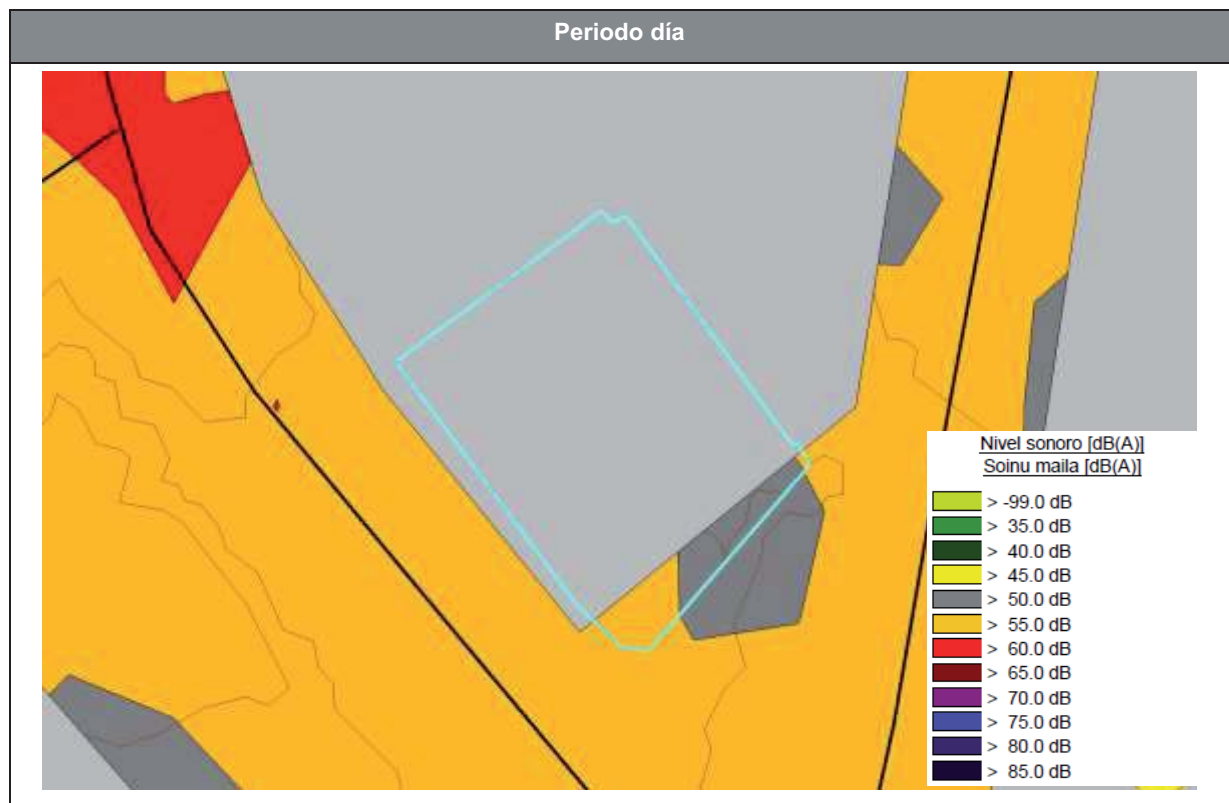 Periodo día
Nivel sonoro [dB(A)]
Soinu maila [dB(A)]
> -99.0 dB
> 35.0 dB
> 40.0 dB
> 45.0 dB
> 50.0 dB
> 55.0 dB
> 60.0 dB
> 65.0 dB
> 70.0 dB
> 75.0 dB
> 80.0 dB
> 85.0 dB